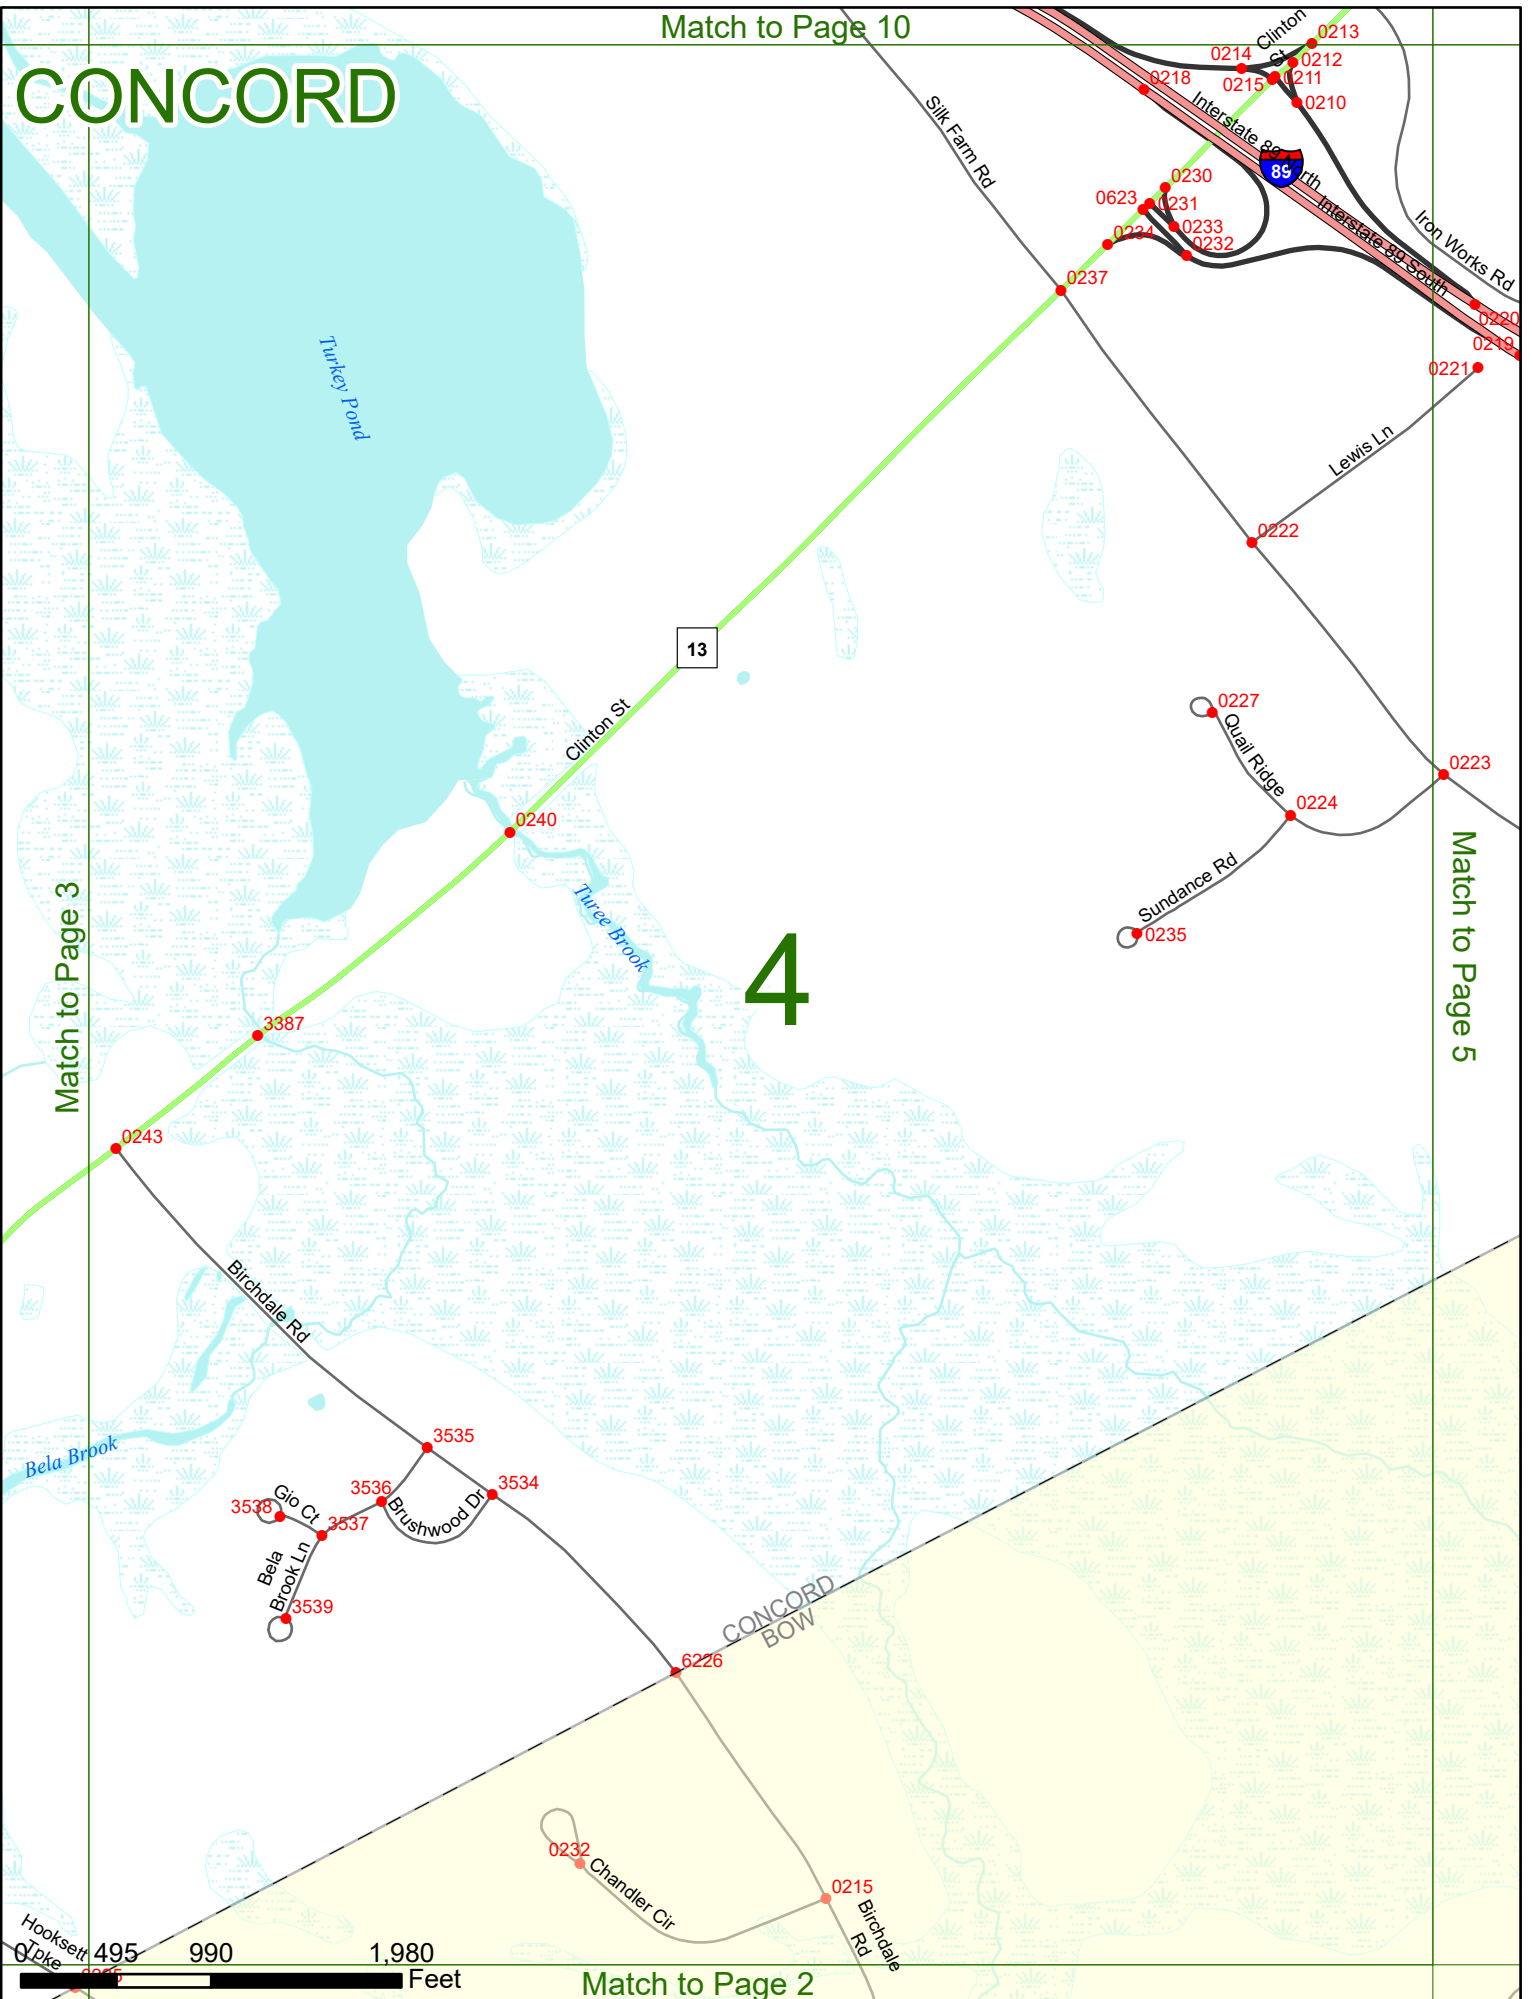 Match to Page 10
CONCORD
Clinton
St
0213
0214
0212
0211
0215
0218
0210
Silk Farm Rd
Interstate 89 North
89
0230
0623
0231
0233
0234
0232
Interstate 89 South
Iron Works Rd
0237
0220
0219
0221
Turkey Pond
Lewis Ln
0222
13
Clinton St
0227
Quail Ridge
0223
0224
0240
Match to Page 3
Turee Brook
Sundance Rd
0235
4
Match to Page 5
3387
0243
Birchdale Rd
Bela Brook
3535
3536
3534
Gio Ct
3538
3537
Brushwood Dr
Bela
Brook Ln
3539
CONCORD
BOW
6226
0232
Chandler Cir
0215
Birchdale
Rd
Hooksett
Tpke
0 495 990 1,980
Feet
Match to Page 2